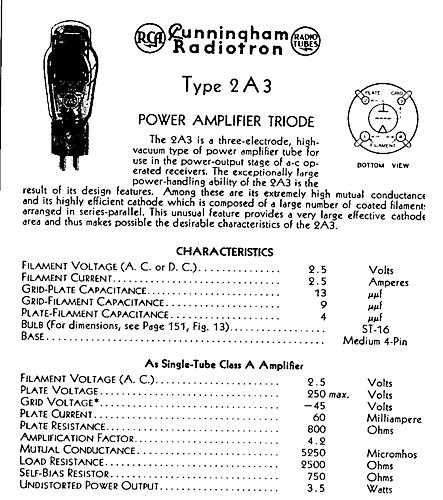 RCA Cunningham Radiotron RADIO TUBES
Type 2A3
POWER AMPLIFIER TRIODE
PLATE GRID
2 3
1 4
FILAMENT
BOTTOM VIEW
The 2A3 is a three-electrode, high-
vacuum type of power amplifier tube for
use in the power-output stage of a-c op-
erated receivers. The exceptionally large
power-handling ability of the 2A3 is the
result of its design features. Among these are its extremely high mutual conductance
and its highly efficient cathode which is composed of a large number of coated filaments
arranged in series-parallel. This unusual feature provides a very large effective cathode
area and thus makes possible the desirable characteristics of the 2A3.
CHARACTERISTICS
FILAMENT VOLTAGE (A. C. or D. C.) 2.5 Volts
FILAMENT CURRENT 2.5 Amperes
GRID-PLATE CAPACITANCE 13 μμf
GRID-FILAMENT CAPACITANCE 9 μμf
PLATE-FILAMENT CAPACITANCE 4 μμf
BULB (For dimensions, see Page 151, Fig. 13) ST-16
BASE Medium 4-Pin
As Single-Tube Class A Amplifier
FILAMENT VOLTAGE (A. C.) 2.5 Volts
PLATE VOLTAGE 250 max. Volts
GRID VOLTAGE* -45 Volts
PLATE CURRENT 60 Milliampere
PLATE RESISTANCE 800 Ohms
AMPLIFICATION FACTOR 4.2
MUTUAL CONDUCTANCE 5250 Micromhos
LOAD RESISTANCE 2500 Ohms
SELF-BIAS RESISTOR 750 Ohms
UNDISTORTED POWER OUTPUT 3.5 Watts